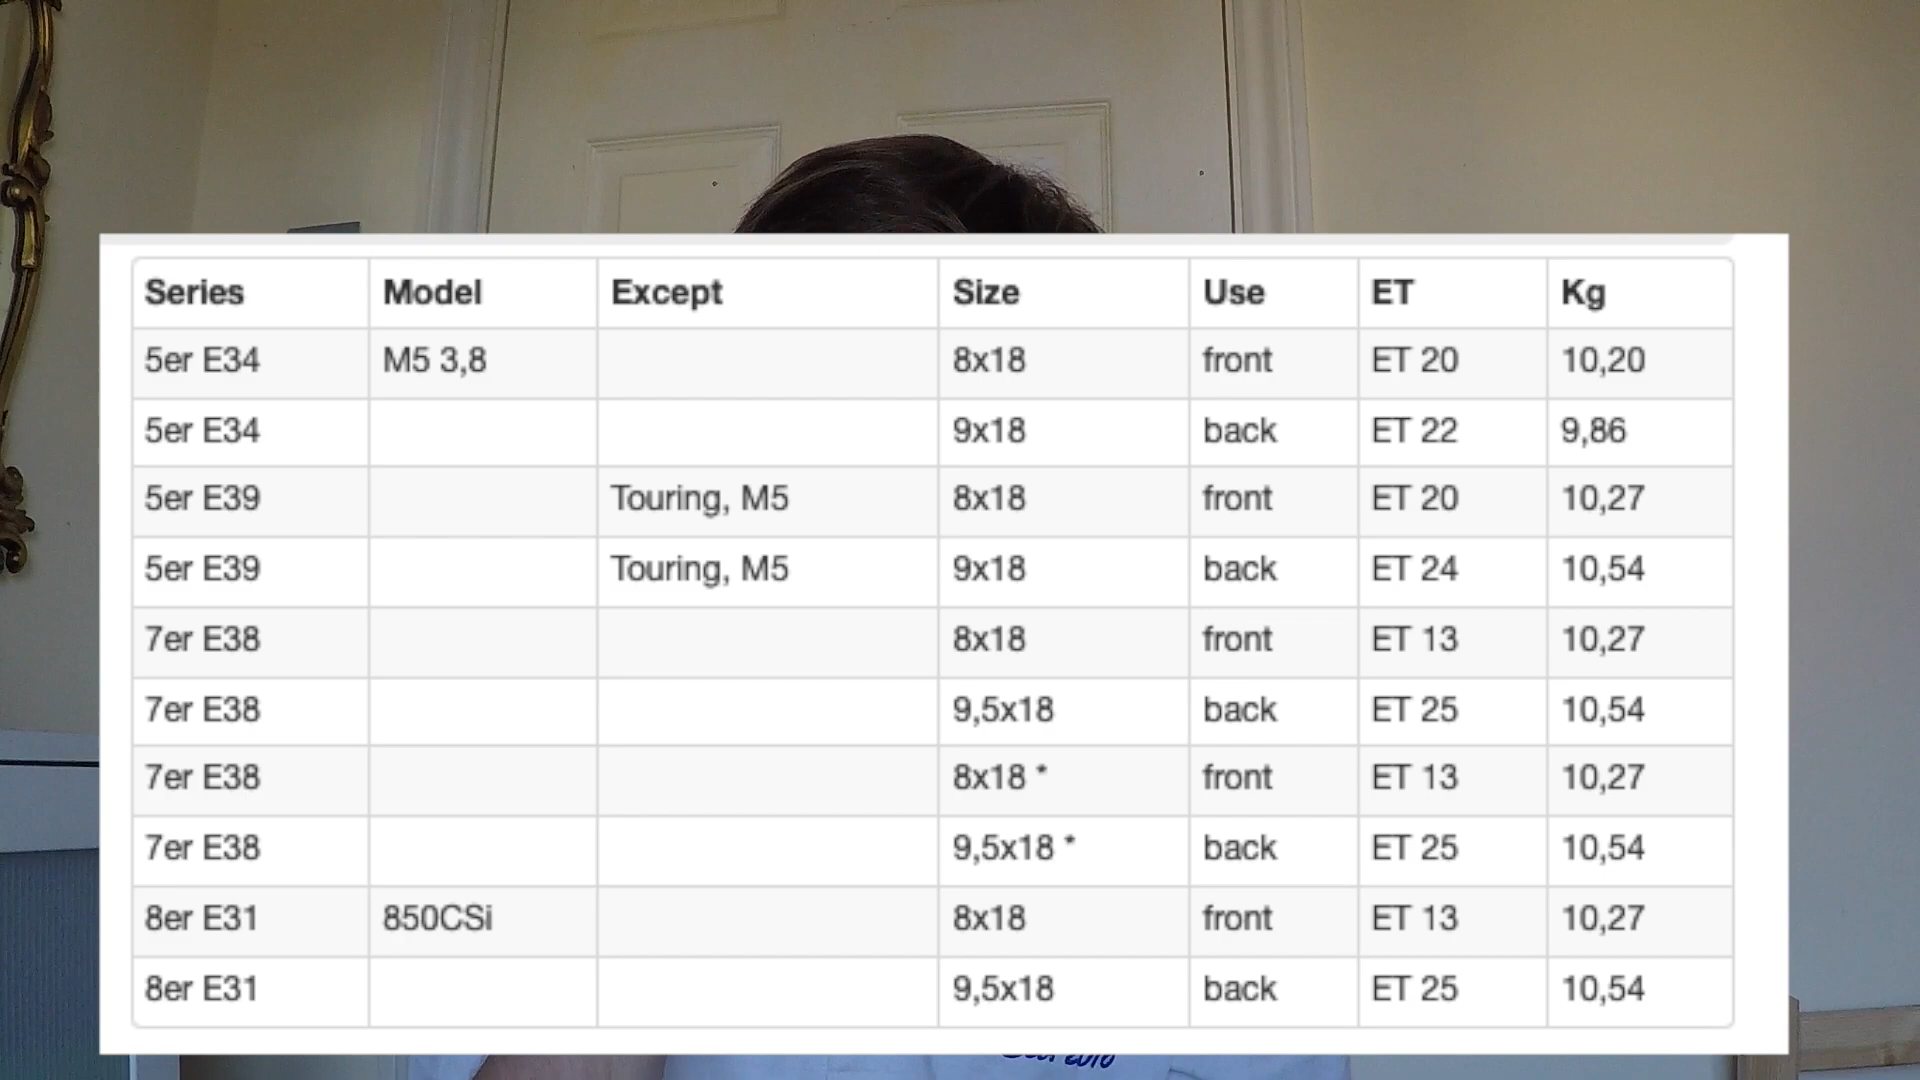 Series Model Except Size Use ET Kg
5er E34 M5 3,8 8x18 front ET 20 10,20
5er E34 9x18 back ET 22 9,86
5er E39 Touring, M5 8x18 front ET 20 10,27
5er E39 Touring, M5 9x18 back ET 24 10,54
7er E38 8x18 front ET 13 10,27
7er E38 9,5x18 back ET 25 10,54
7er E38 8x18 * front ET 13 10,27
7er E38 9,5x18 * back ET 25 10,54
8er E31 850CSi 8x18 front ET 13 10,27
8er E31 9,5x18 back ET 25 10,54